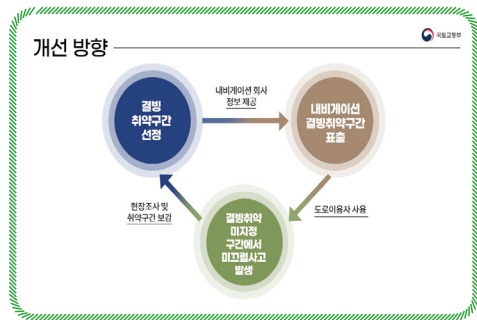 개선 방향
국토교통부
결빙
취약구간
선정
내비게이션 회사
정보 제공
내비게이션
결빙취약구간
표출
현장조사 및
취약구간 보강
결빙취약
미지정
구간에서
미끄럼사고
발생
도로이용자 사용